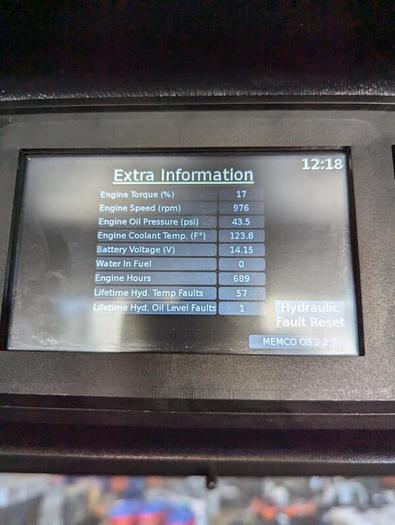 12:18
Extra Information
Engine Torque (%) 17
Engine Speed (rpm) 976
Engine Oil Pressure (psi) 43.5
Engine Coolant Temp. (F°) 123.8
Battery Voltage (V) 14.15
Water In Fuel 0
Engine Hours 689
Lifetime Hyd. Temp Faults 57
Lifetime Hyd. Oil Level Faults 1
Hydraulic
Fault Reset
MEMCO OS